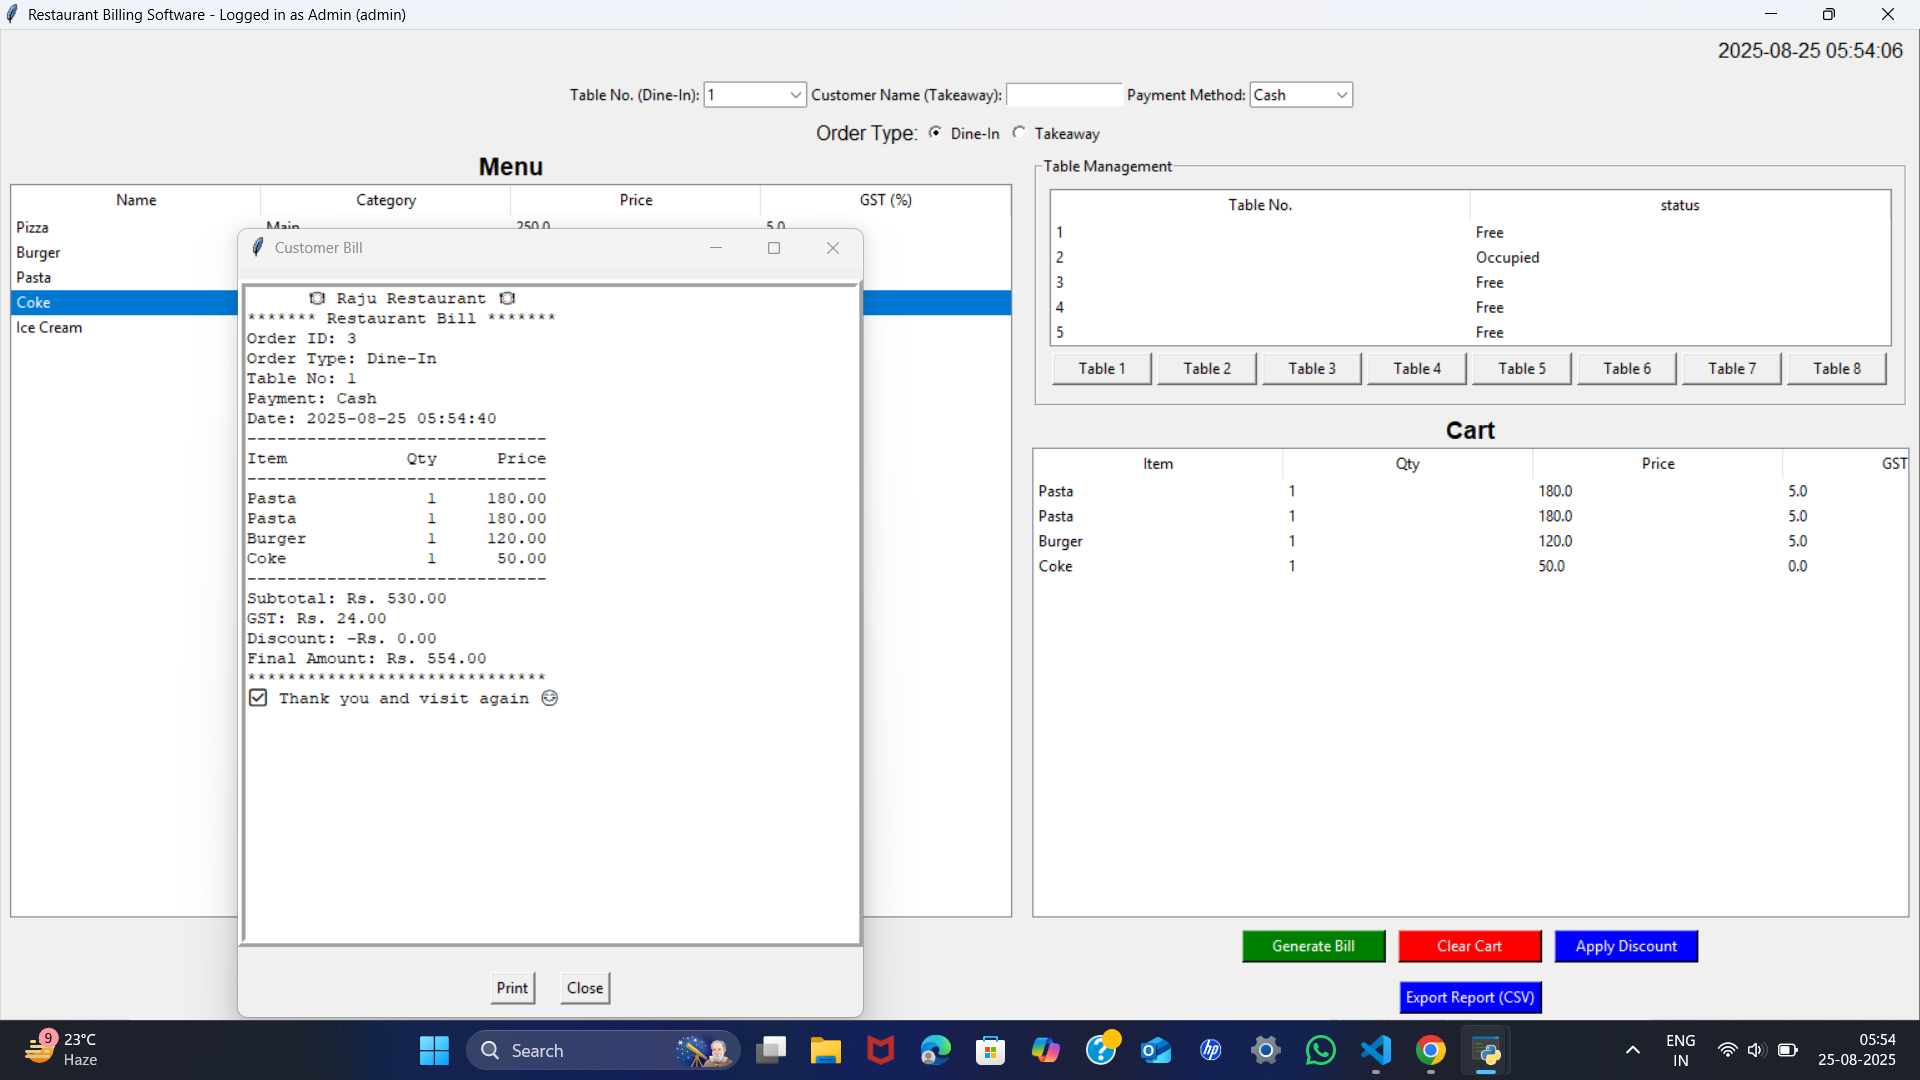 Restaurant Billing Software - Logged in as Admin (admin)
2025-08-25 05:54:06
Table No. (Dine-In): 1 Customer Name (Takeaway): Payment Method: Cash
Order Type: Dine-In Takeaway
Menu
Name Category Price GST (%)
Pizza Main 250.0 5.0
Burger
Pasta
Coke
Ice Cream
Customer Bill
🍽 Raju Restaurant 🍽
******* Restaurant Bill *******
Order ID: 3
Order Type: Dine-In
Table No: 1
Payment: Cash
Date: 2025-08-25 05:54:40
------------------------------
Item Qty Price
------------------------------
Pasta 1 180.00
Pasta 1 180.00
Burger 1 120.00
Coke 1 50.00
------------------------------
Subtotal: Rs. 530.00
GST: Rs. 24.00
Discount: -Rs. 0.00
Final Amount: Rs. 554.00
******************************
✅ Thank you and visit again 😊
Print Close
Table Management
Table No. status
1 Free
2 Occupied
3 Free
4 Free
5 Free
Table 1 Table 2 Table 3 Table 4 Table 5 Table 6 Table 7 Table 8
Cart
Item Qty Price GST
Pasta 1 180.0 5.0
Pasta 1 180.0 5.0
Burger 1 120.0 5.0
Coke 1 50.0 0.0
Generate Bill Clear Cart Apply Discount
Export Report (CSV)
9
23°C
Haze
Search
hp
ENG
IN
05:54
25-08-2025